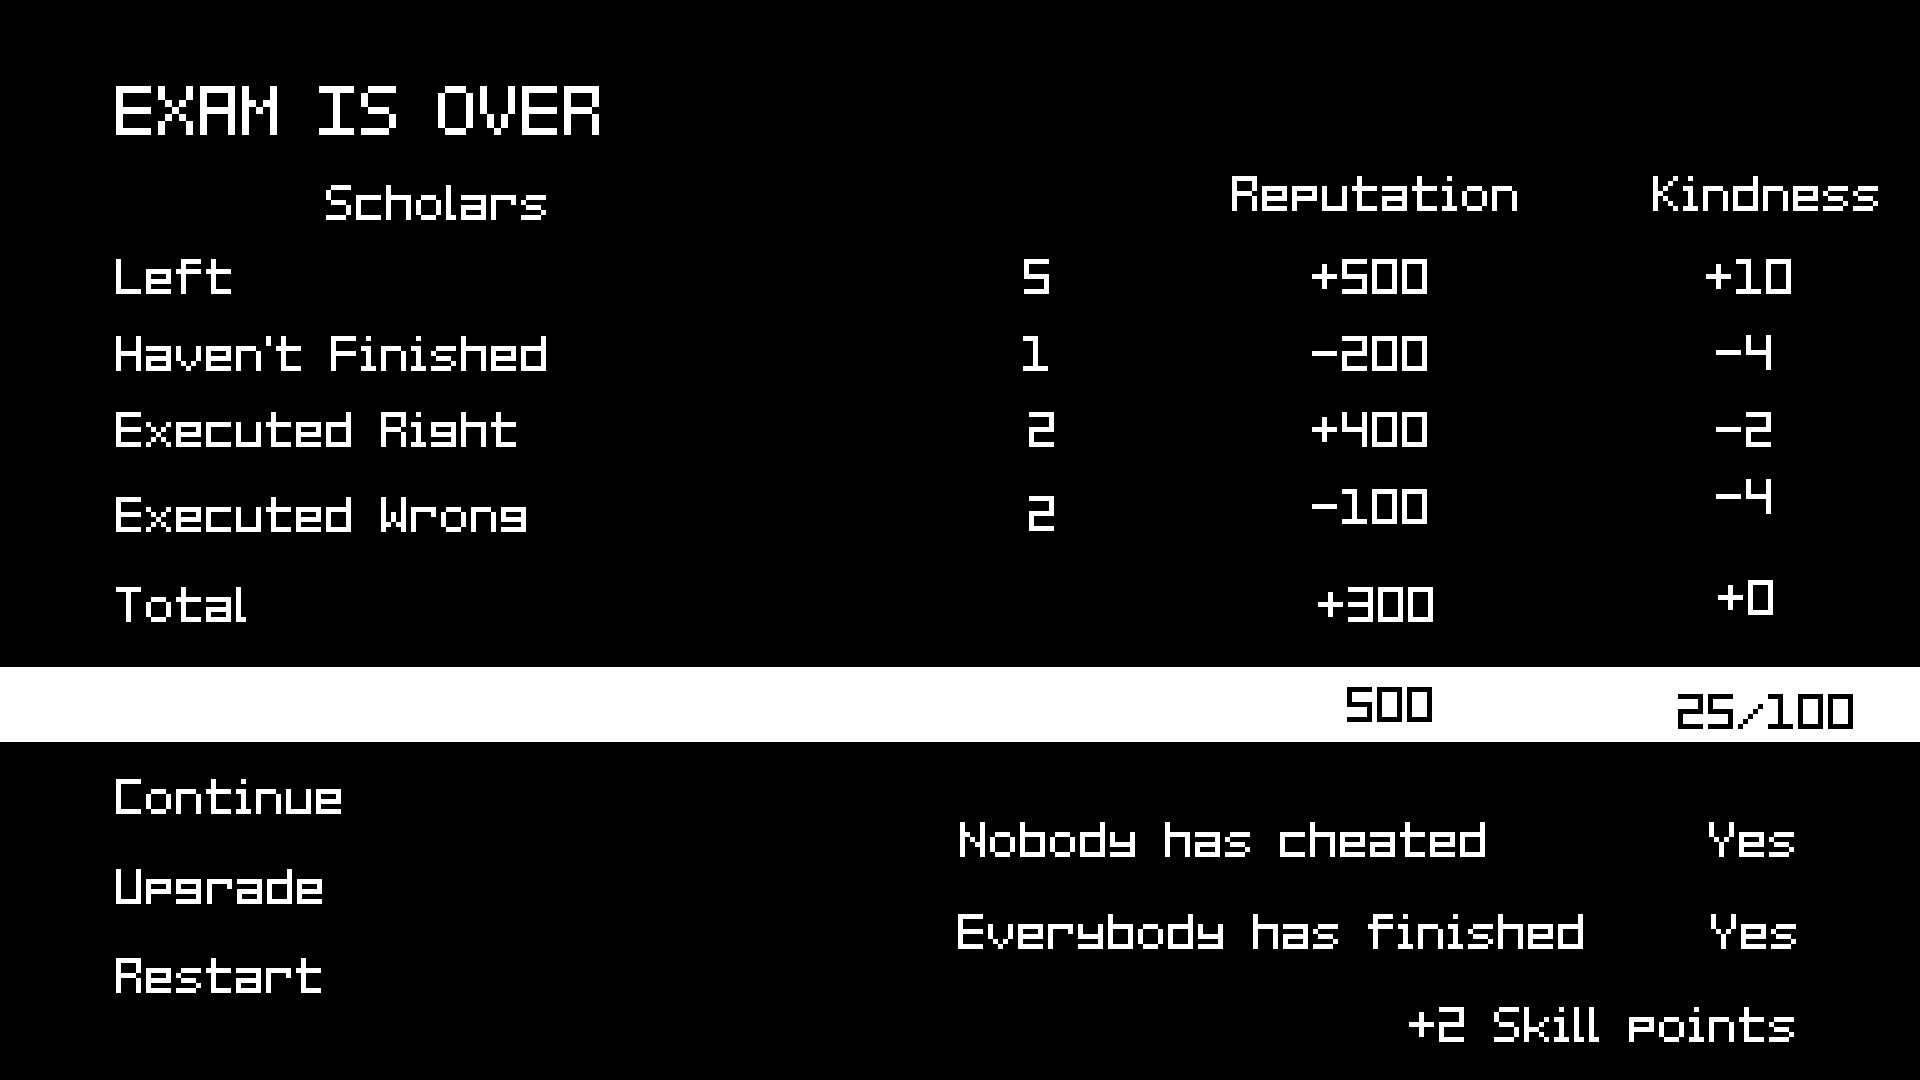 EXAM IS OVER
Scholars Reputation Kindness
Left 5 +500 +10
Haven't Finished 1 -200 -4
Executed Right 2 +400 -2
Executed Wrong 2 -100 -4
Total +300 +0
500 25/100
Continue
Nobody has cheated Yes
Upgrade
Everybody has finished Yes
Restart
+2 Skill points